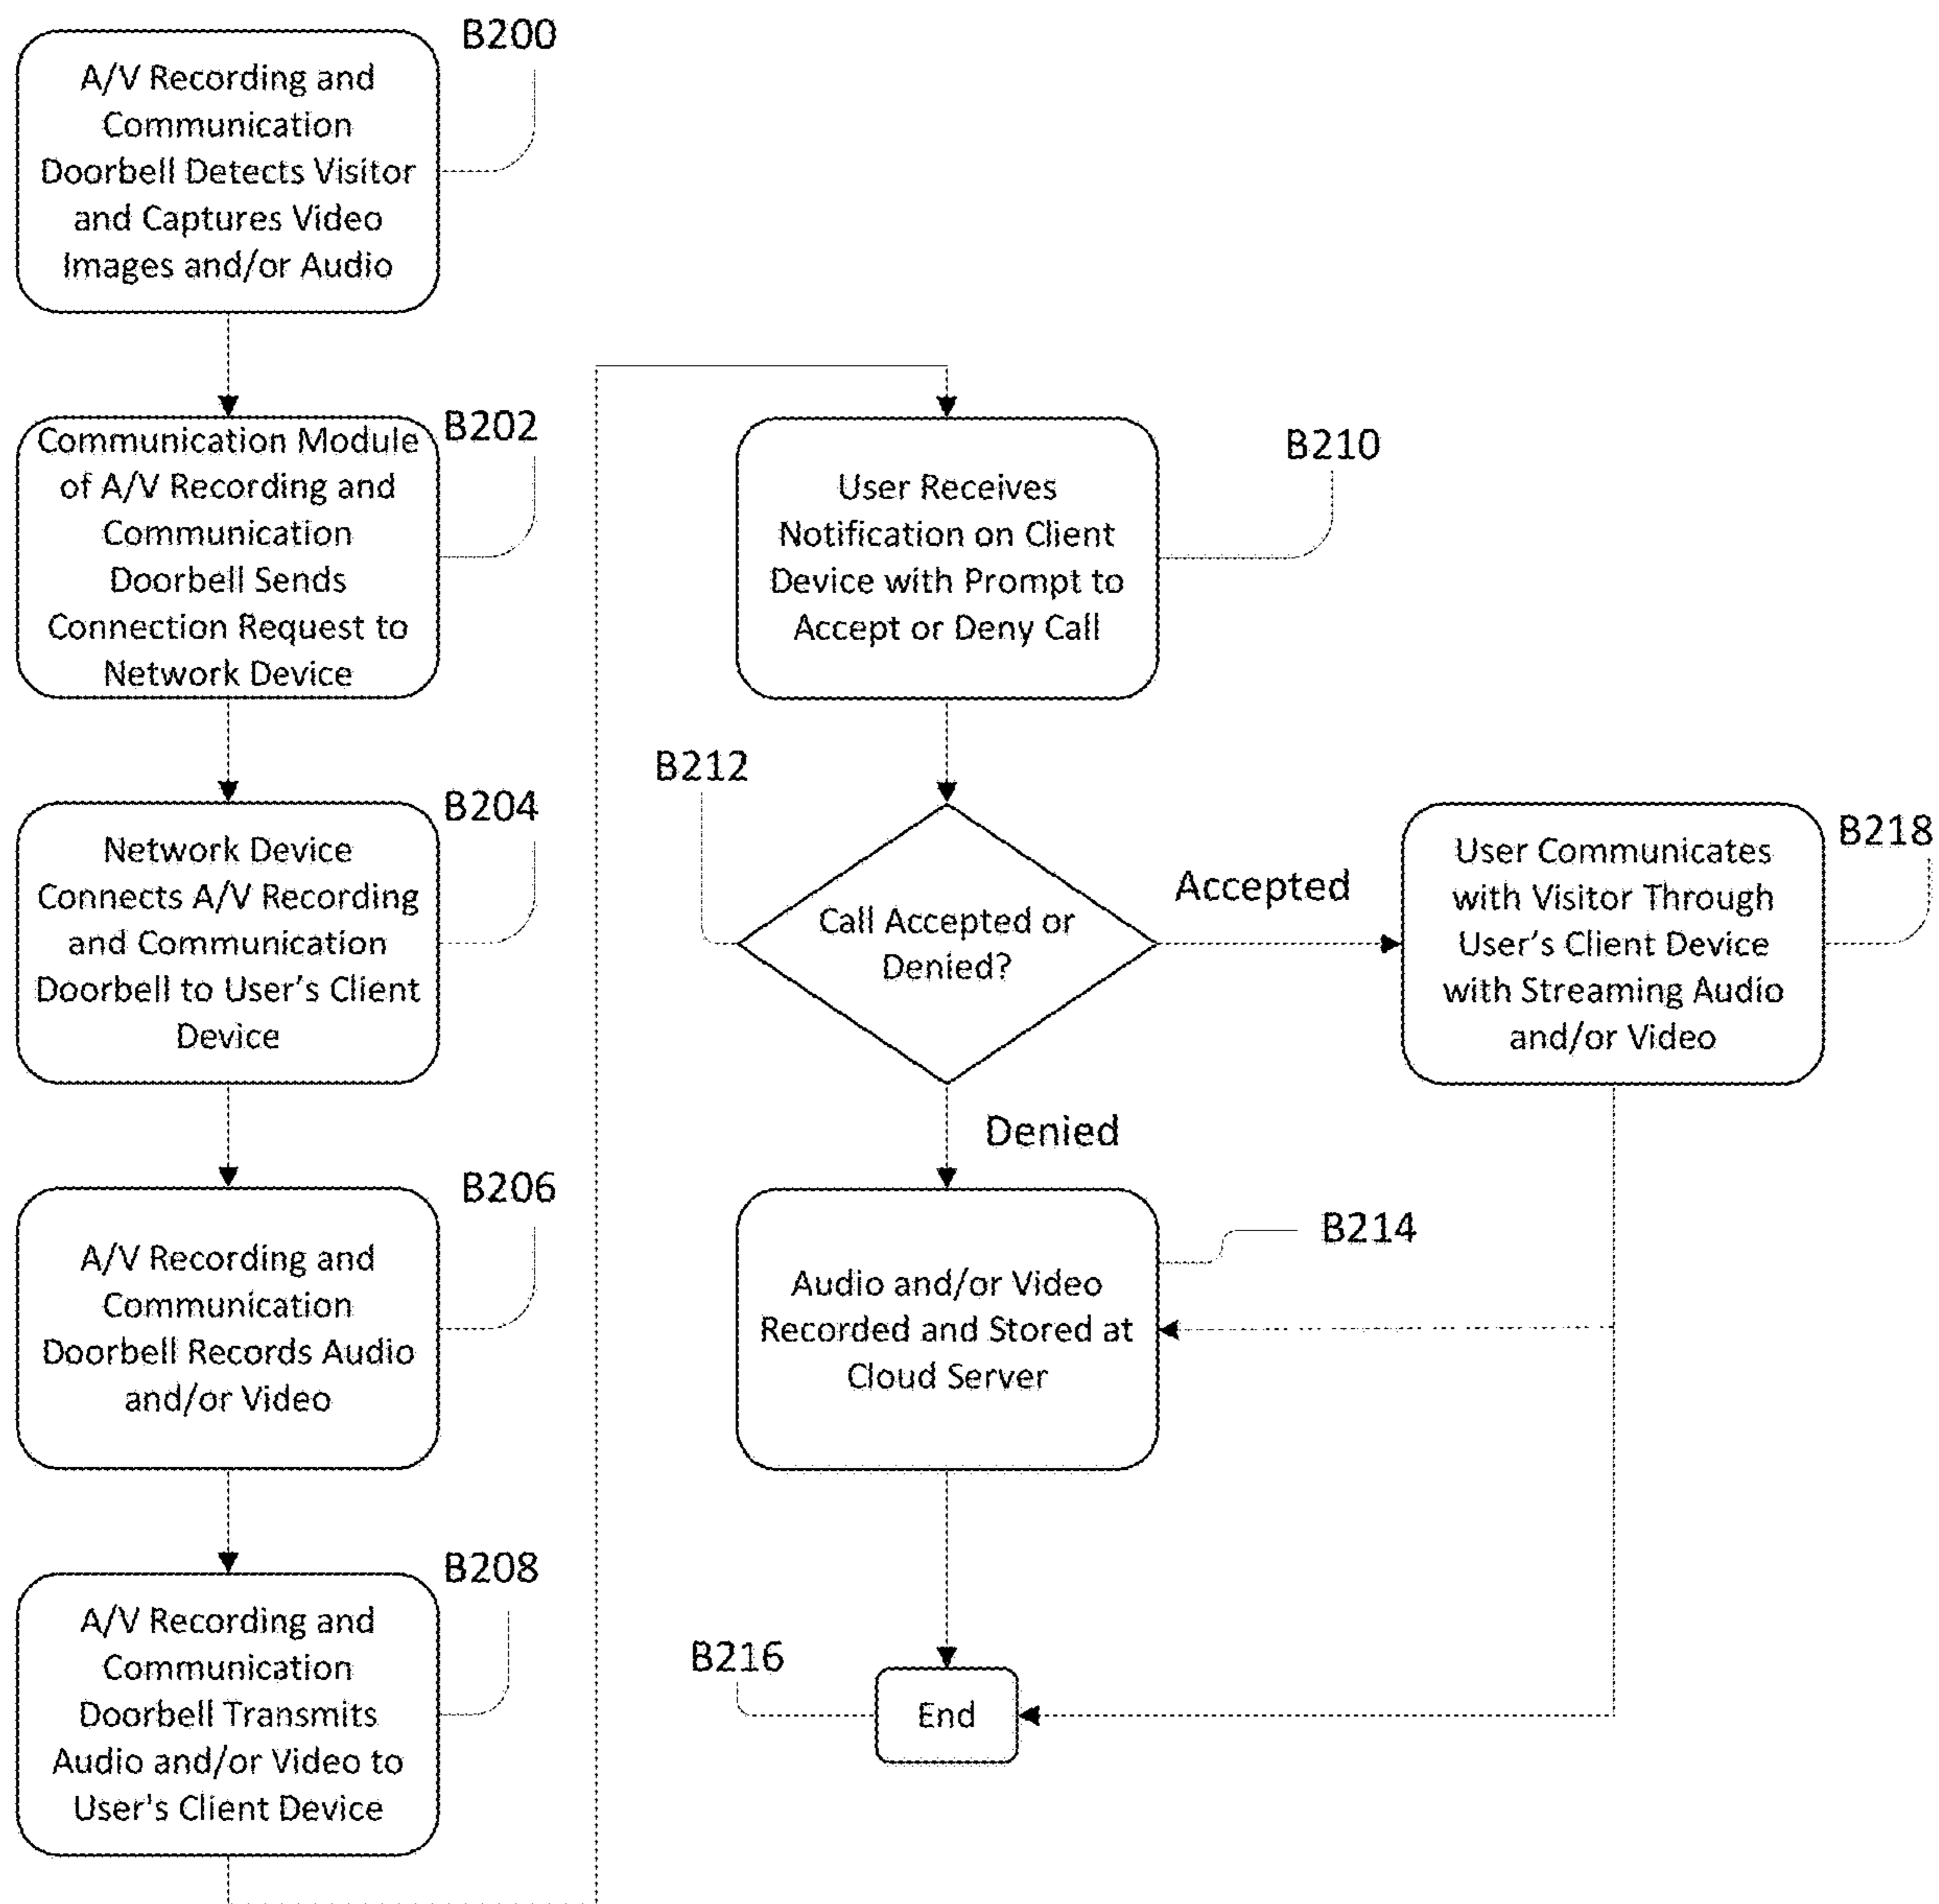 B200
A/V Recording and
Communication
Doorbell Detects Visitor
and Captures Video
Images and/or Audio
B202
Communication Module
of A/V Recording and
Communication
Doorbell Sends
Connection Request to
Network Device
B204
Network Device
Connects A/V Recording
and Communication
Doorbell to User's Client
Device
B206
A/V Recording and
Communication
Doorbell Records Audio
and/or Video
B208
A/V Recording and
Communication
Doorbell Transmits
Audio and/or Video to
User's Client Device
B210
User Receives
Notification on Client
Device with Prompt to
Accept or Deny Call
B212
Call Accepted or
Denied?
Accepted
B218
User Communicates
with Visitor Through
User's Client Device
with Streaming Audio
and/or Video
Denied
B214
Audio and/or Video
Recorded and Stored at
Cloud Server
B216
End